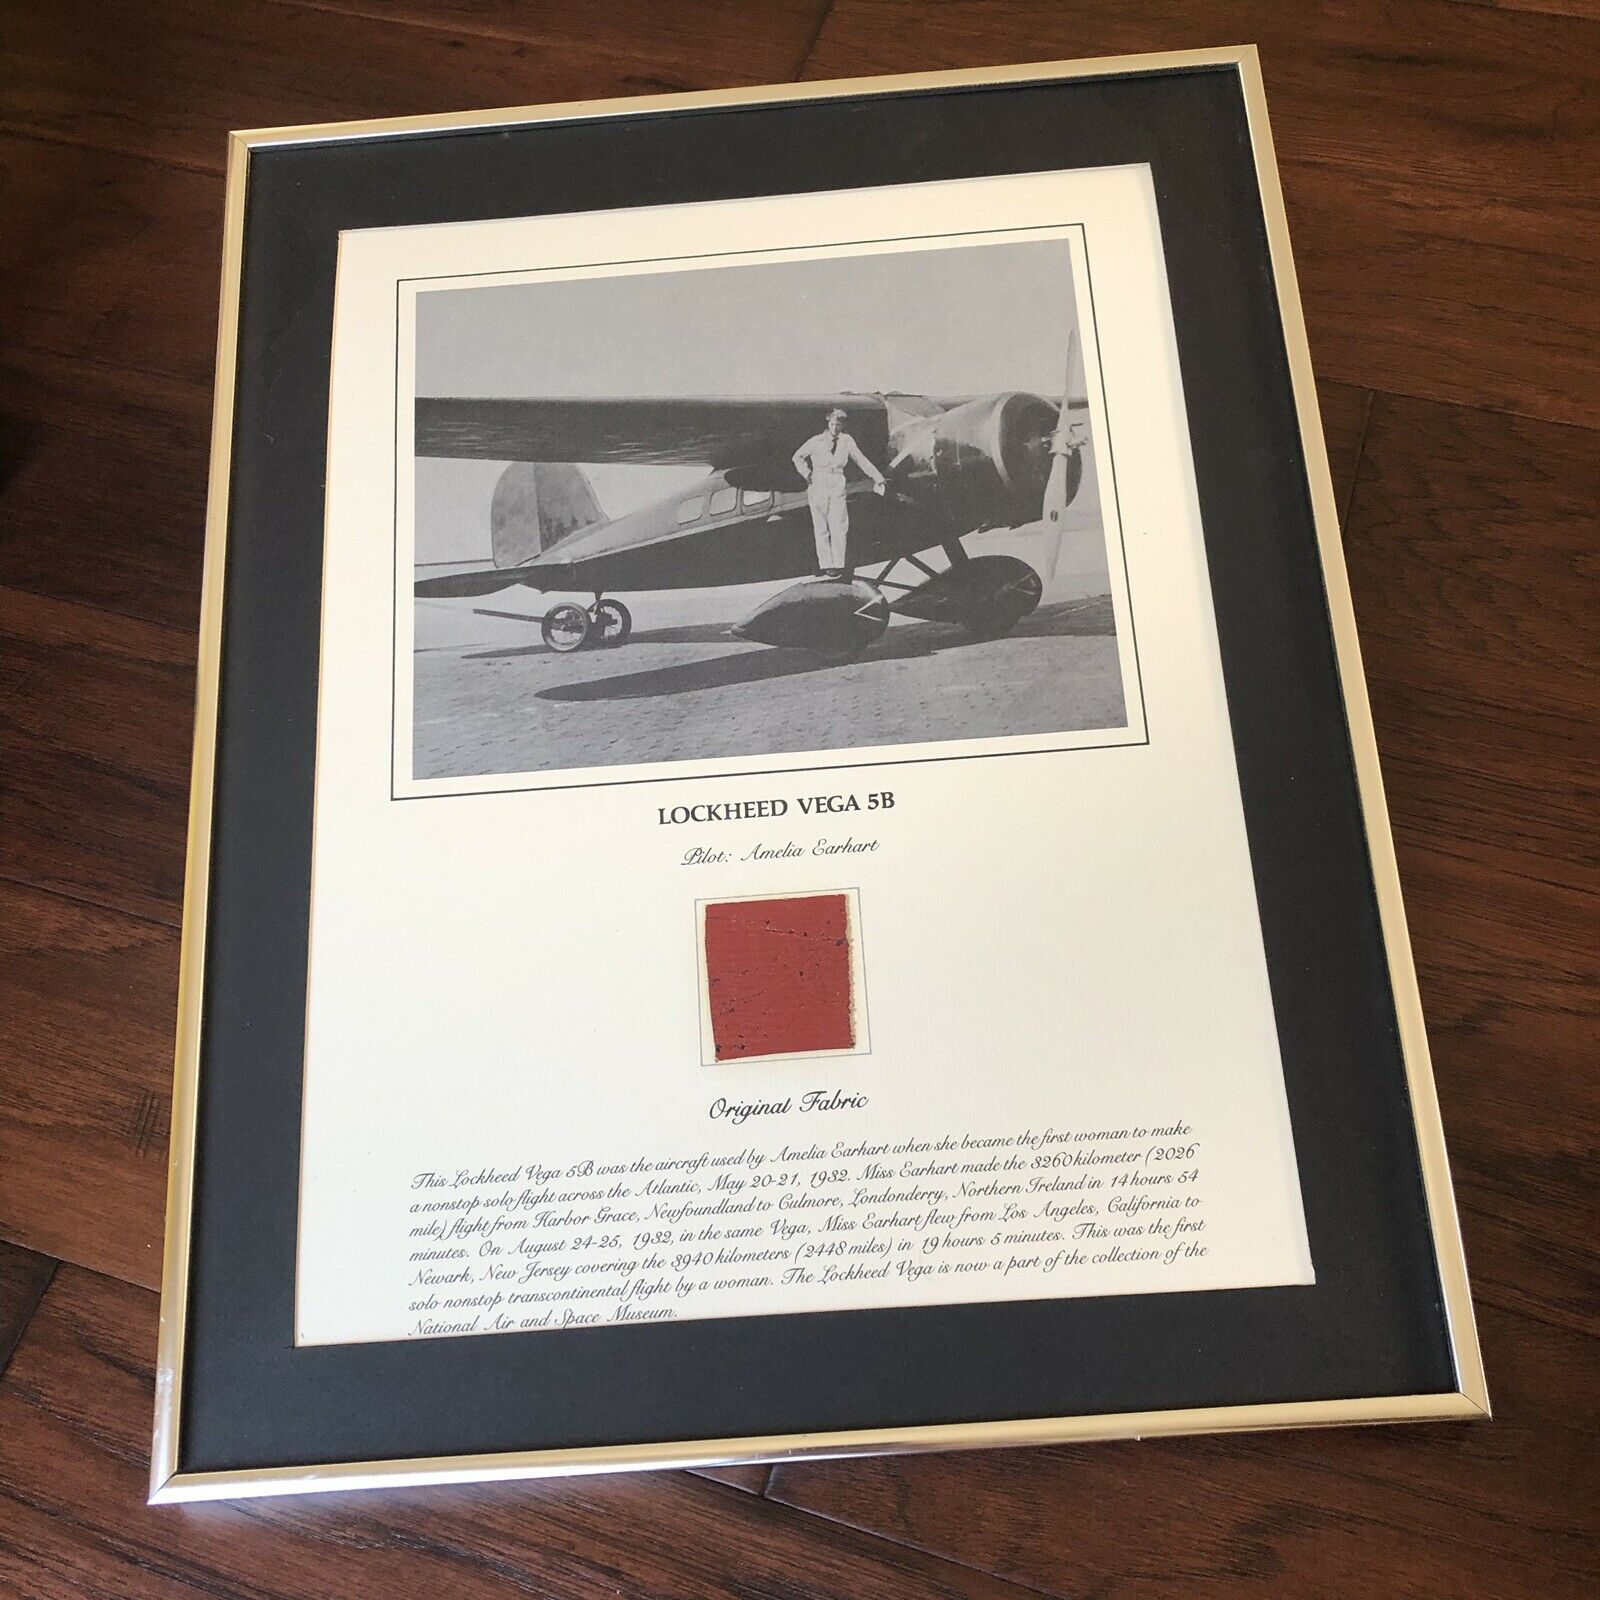 LOCKHEED VEGA 5B
Pilot: Amelia Earhart
Original Fabric
This Lockheed Vega 5B was the aircraft used by Amelia Earhart when she became the first woman to make
a nonstop solo flight across the Atlantic, May 20-21, 1932. Miss Earhart made the 3260 kilometer (2026
mile) flight from Harbor Grace, Newfoundland to Culmore, Londonderry, Northern Ireland in 14 hours 54
minutes. On August 24-25, 1932, in the same Vega, Miss Earhart flew from Los Angeles, California to
Newark, New Jersey covering the 3940 kilometers (2448 miles) in 19 hours 5 minutes. This was the first
solo nonstop transcontinental flight by a woman. The Lockheed Vega is now a part of the collection of the
National Air and Space Museum.